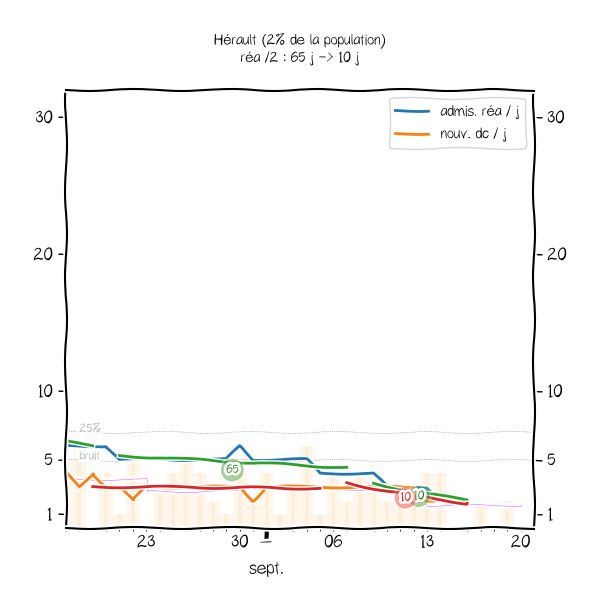 Hérault (2% de la population)
réa /2 : 65 j -> 10 j
admis. réa / j
nouv. dc / j
30 30
20 20
10 10
25%
bruit
5 5
65
10 10
1 1
23 30 06 13 20
sept.